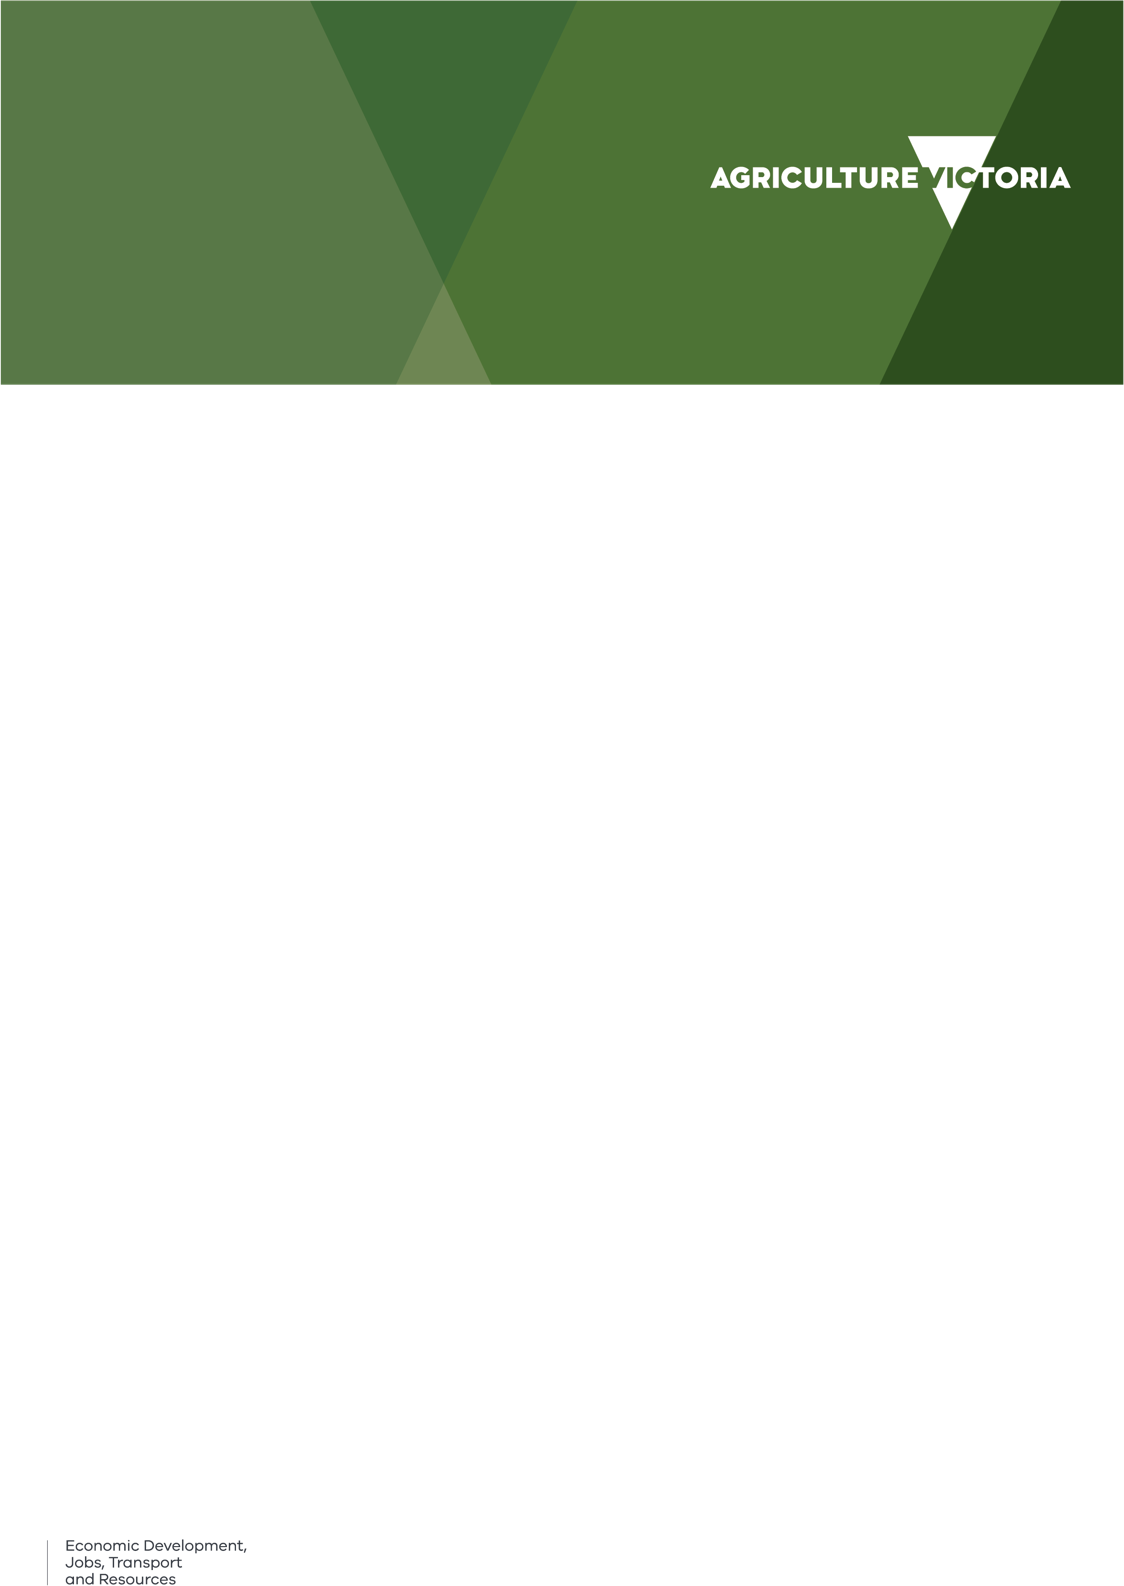 AGRICULTURE VICTORIA
Economic Development,
Jobs, Transport
and Resources